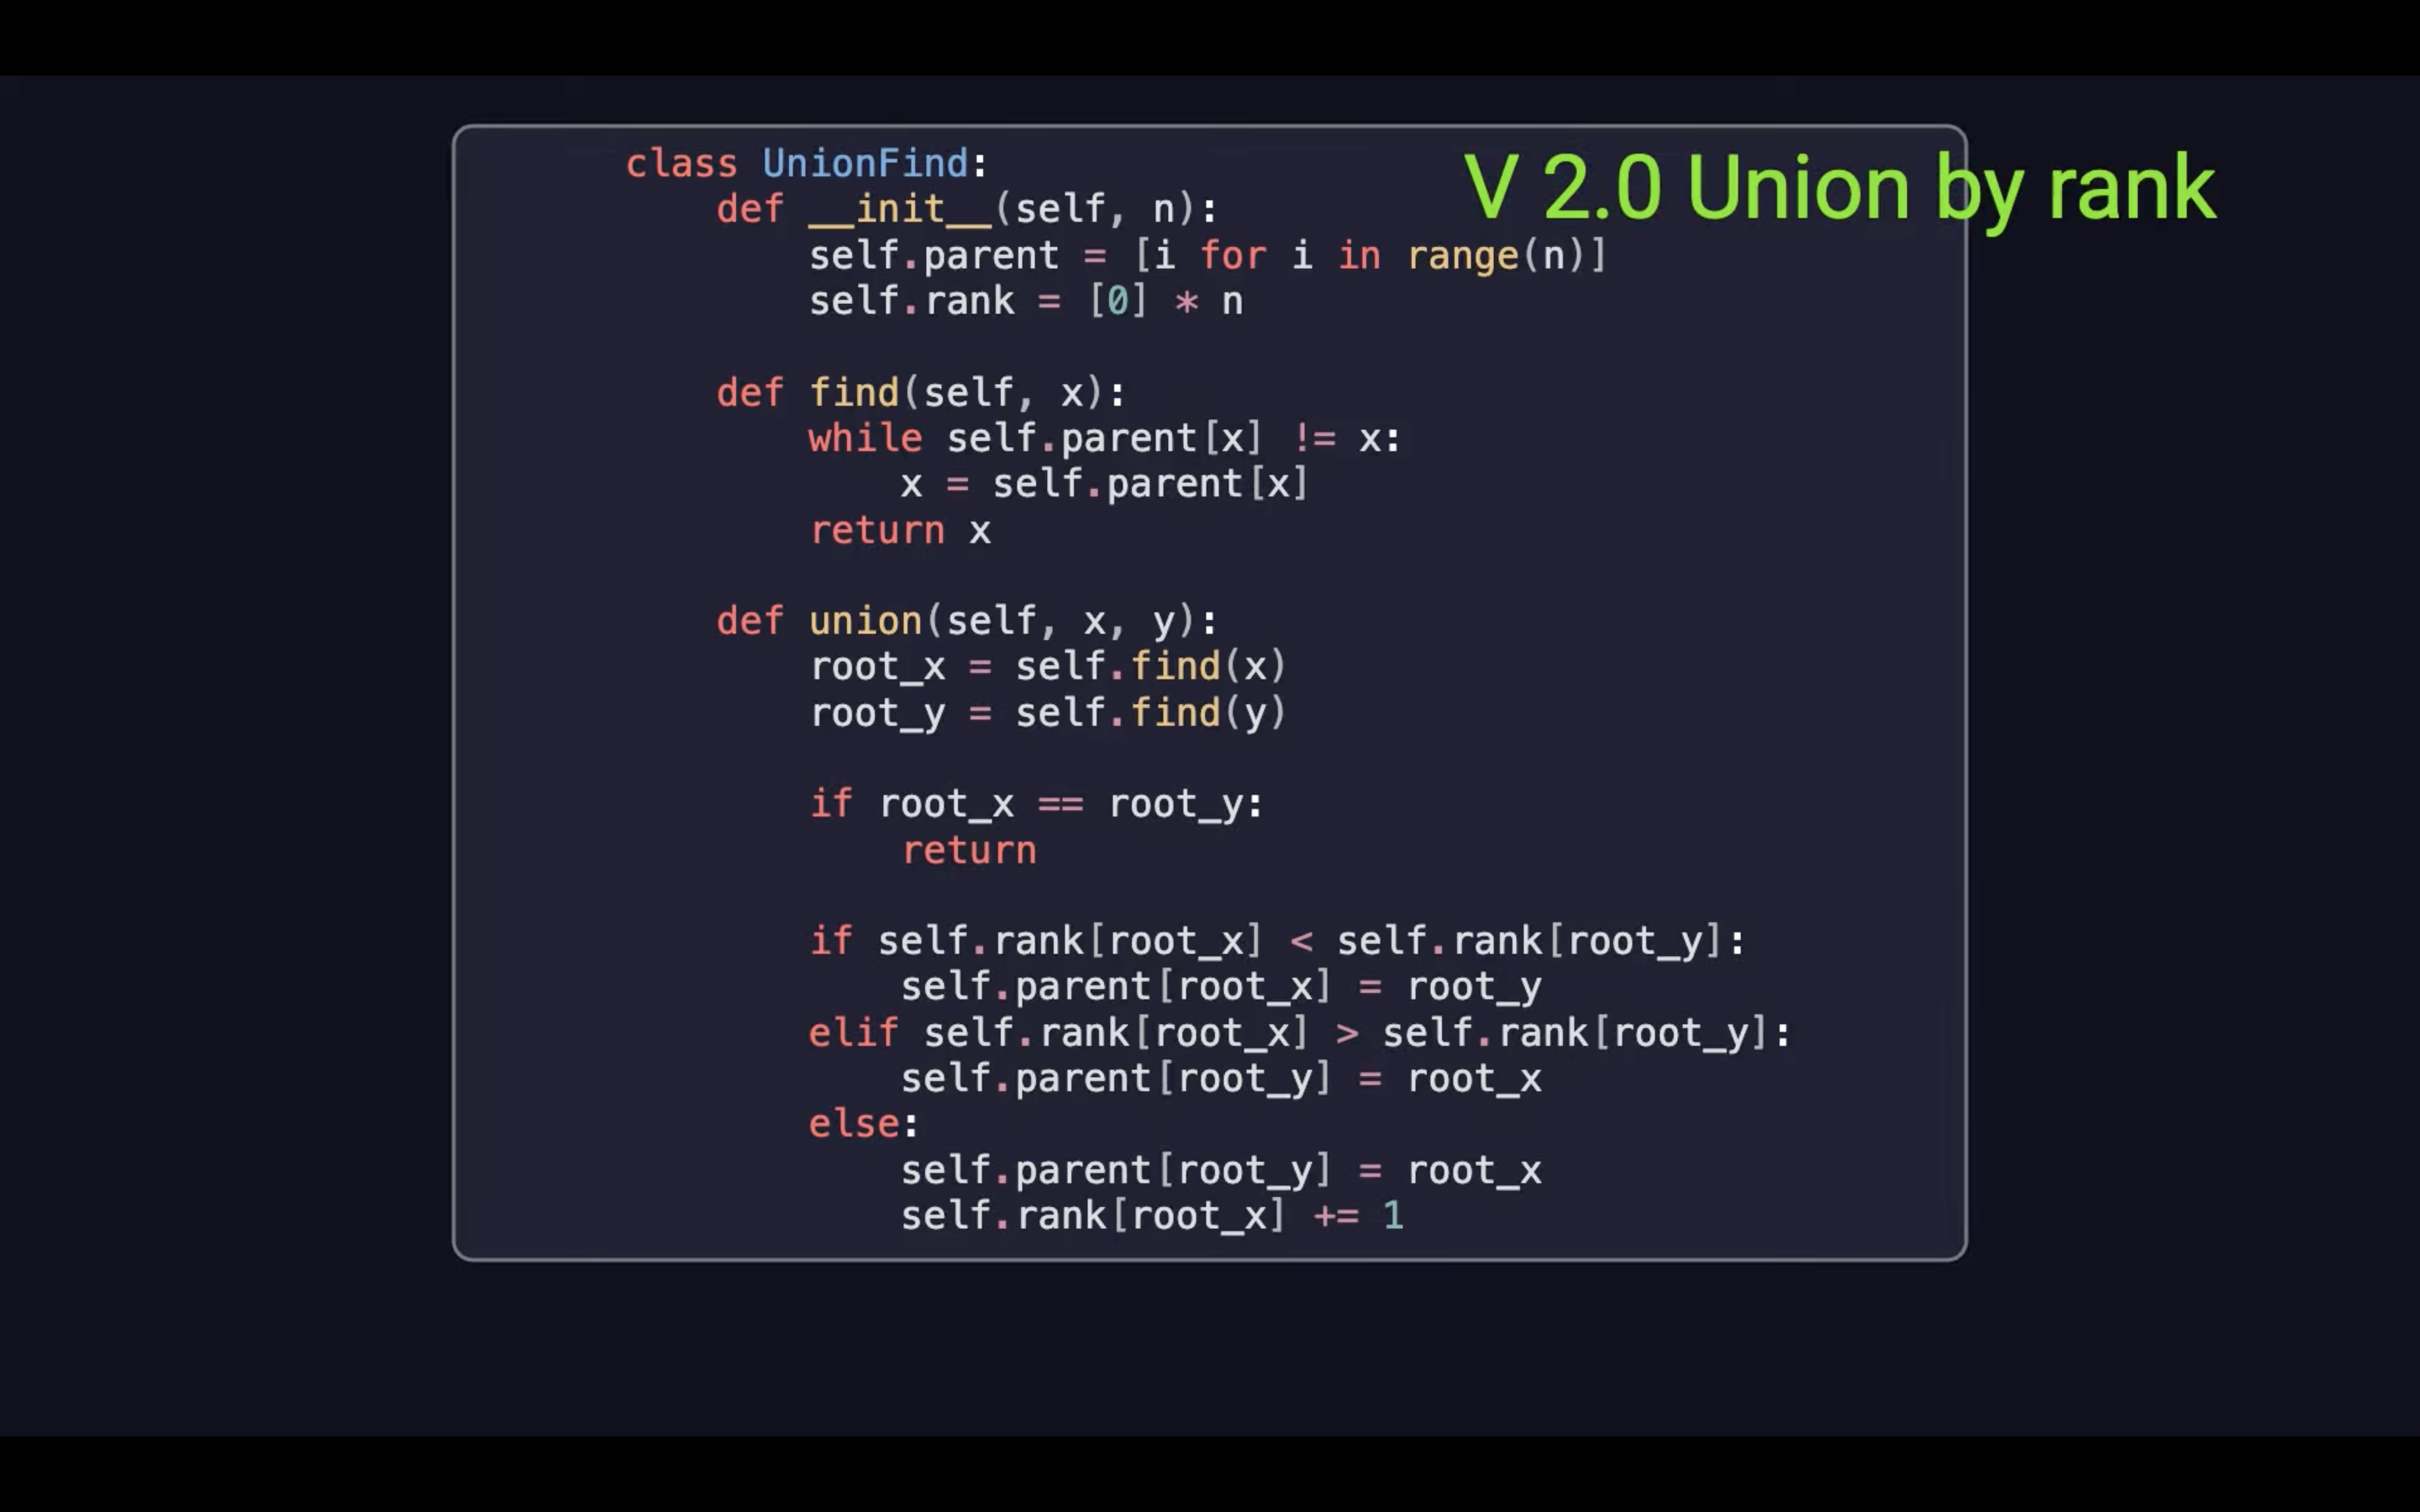 class UnionFind:
V 2.0 Union by rank
    def __init__(self, n):
        self.parent = [i for i in range(n)]
        self.rank = [0] * n

    def find(self, x):
        while self.parent[x] != x:
            x = self.parent[x]
        return x

    def union(self, x, y):
        root_x = self.find(x)
        root_y = self.find(y)

        if root_x == root_y:
            return

        if self.rank[root_x] < self.rank[root_y]:
            self.parent[root_x] = root_y
        elif self.rank[root_x] > self.rank[root_y]:
            self.parent[root_y] = root_x
        else:
            self.parent[root_y] = root_x
            self.rank[root_x] += 1